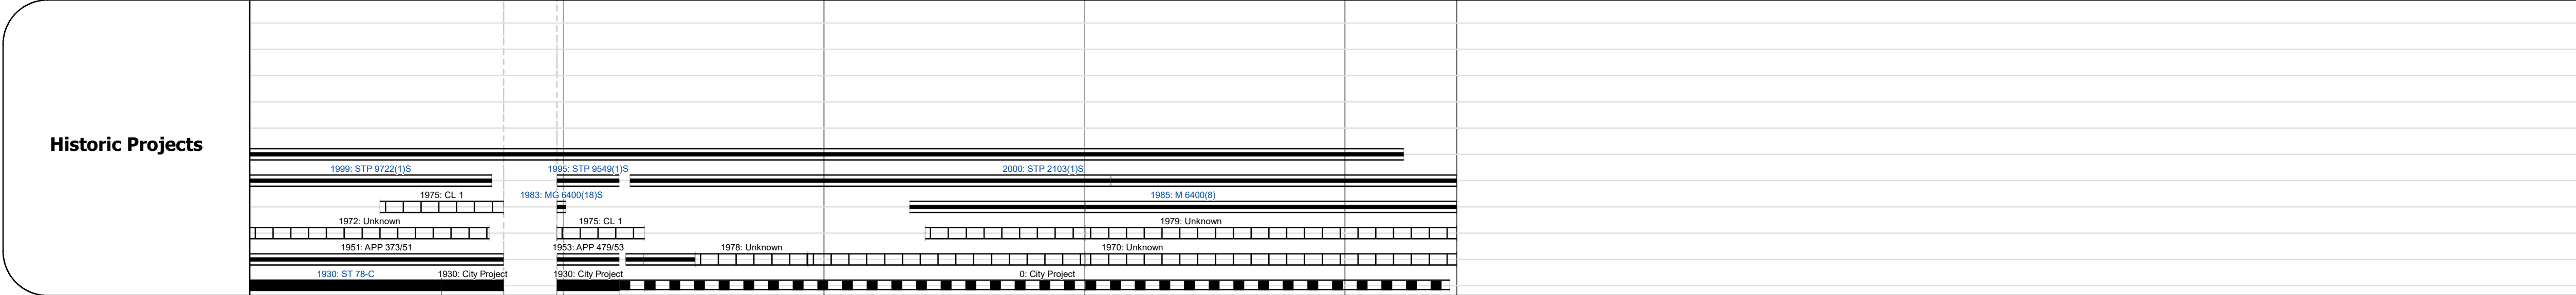 Historic Projects
1999: STP 9722(1)S
1995: STP 9549(1)S
2000: STP 2103(1)S
1975: CL 1
1983: MG 6400(18)S
1985: M 6400(8)
1972: Unknown
1975: CL 1
1979: Unknown
1951: APP 373/51
1953: APP 479/53
1978: Unknown
1970: Unknown
1930: ST 78-C
1930: City Project
1930: City Project
0: City Project